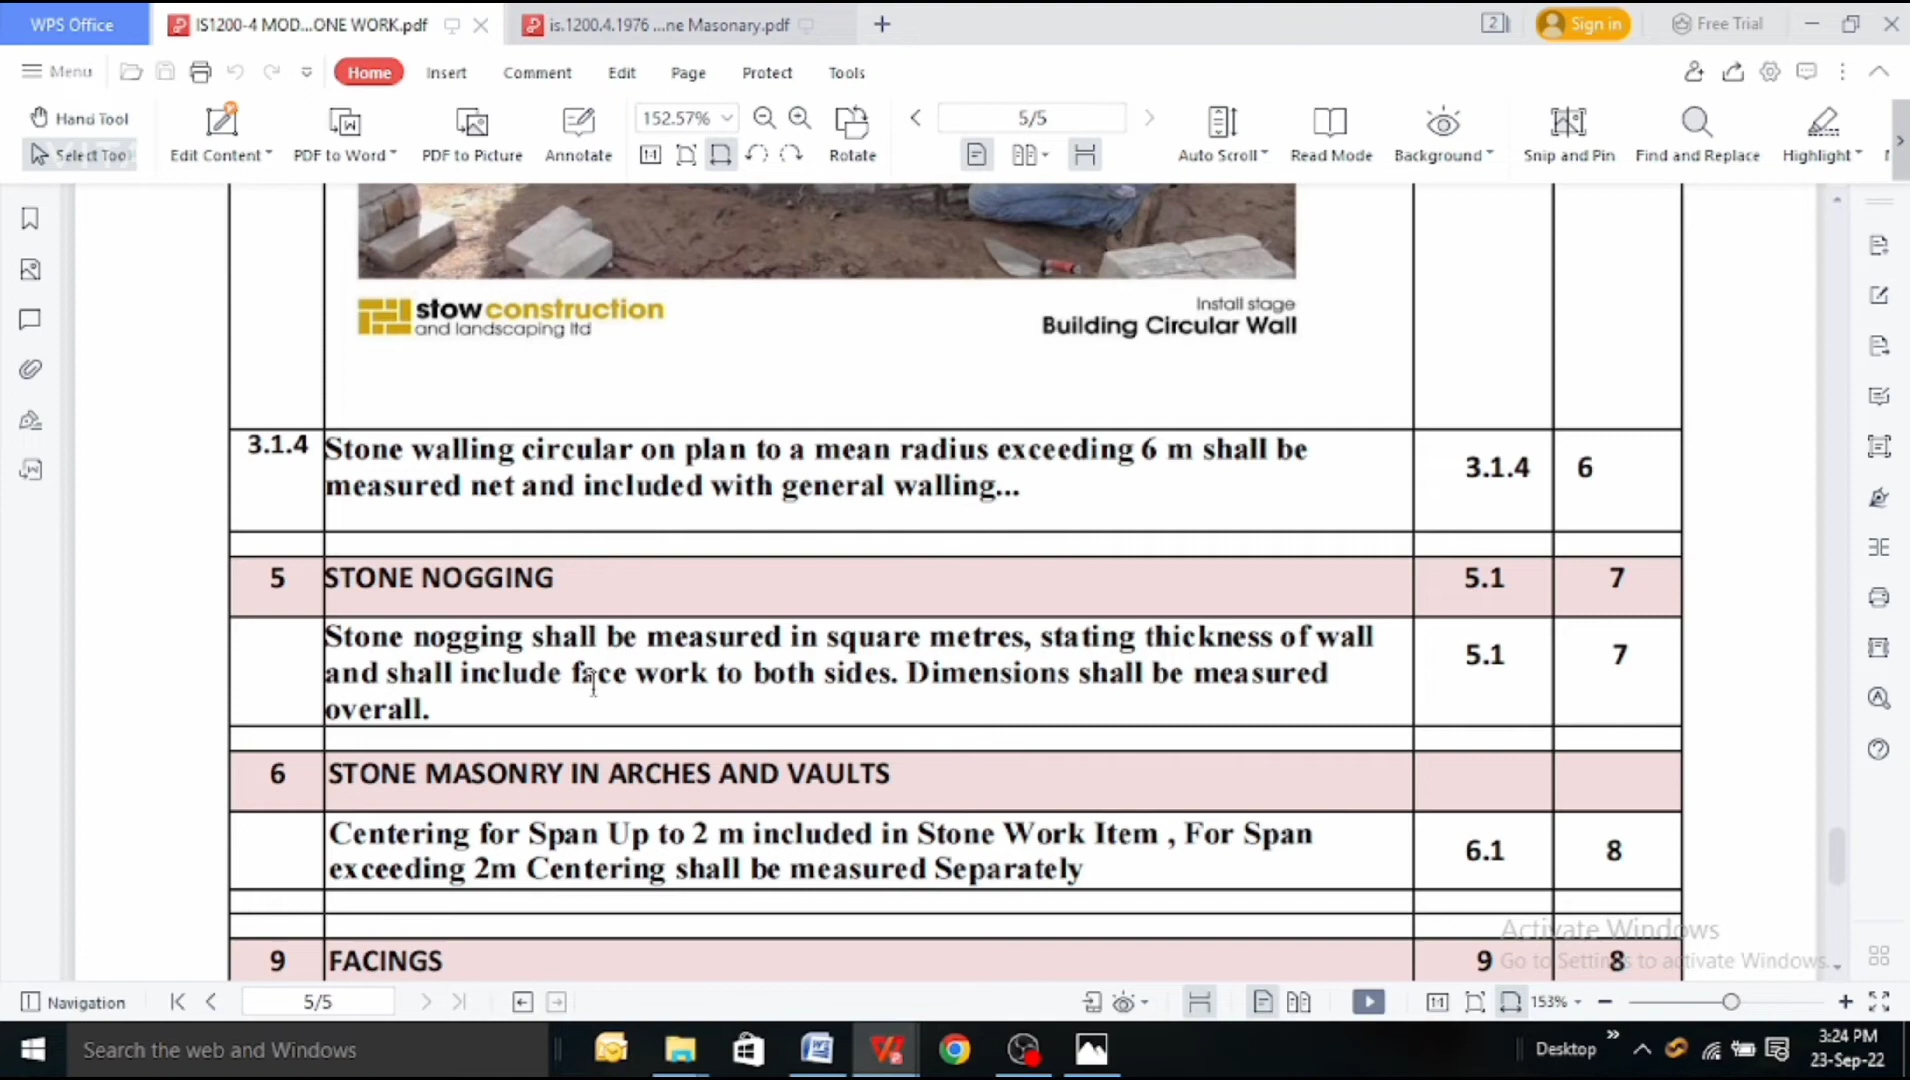 WPS Office
IS1200-4 MOD...ONE WORK.pdf
is.1200.4.1976 ...ne Masonary.pdf
2
Sign in
Free Trial
Menu
Home
Insert
Comment
Edit
Page
Protect
Tools
Hand Tool
Select Tool
Edit Content
PDF to Word
PDF to Picture
Annotate
152.57%
Rotate
5/5
Auto Scroll
Read Mode
Background
Snip and Pin
Find and Replace
Highlight
stow construction
and landscaping ltd
Install stage
Building Circular Wall
3.1.4 Stone walling circular on plan to a mean radius exceeding 6 m shall be
measured net and included with general walling...
3.1.4 6
5 STONE NOGGING 5.1 7
Stone nogging shall be measured in square metres, stating thickness of wall
and shall include face work to both sides. Dimensions shall be measured
overall.
5.1 7
6 STONE MASONRY IN ARCHES AND VAULTS
Centering for Span Up to 2 m included in Stone Work Item , For Span
exceeding 2m Centering shall be measured Separately
6.1 8
9 FACINGS 9 8
Activate Windows
Go to Settings to activate Windows.
Navigation
5/5
153%
Search the web and Windows
Desktop
3:24 PM
23-Sep-22